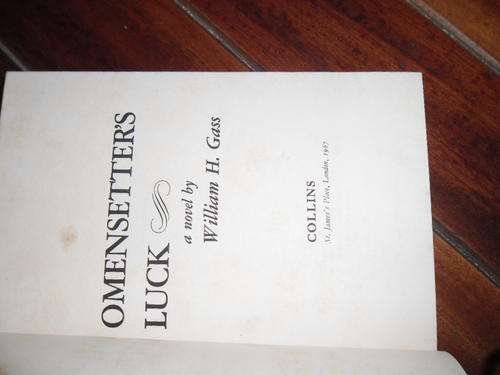 OMENSETTER'S
LUCK
a novel by
William H. Gass
COLLINS
St. James's Place, London, 1967